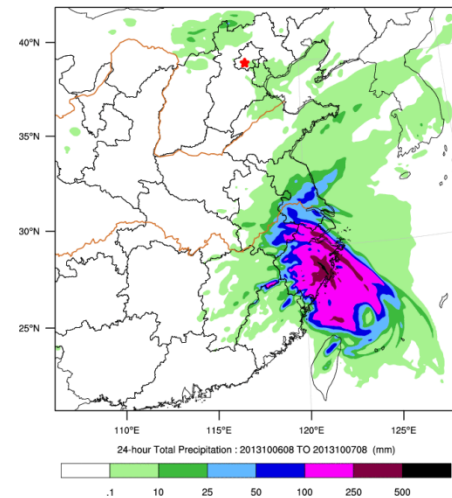 40°N
35°N
30°N
25°N
110°E 115°E 120°E 125°E
24-hour Total Precipitation : 2013100608 TO 2013100708 (mm)
.1 10 25 50 100 250 500